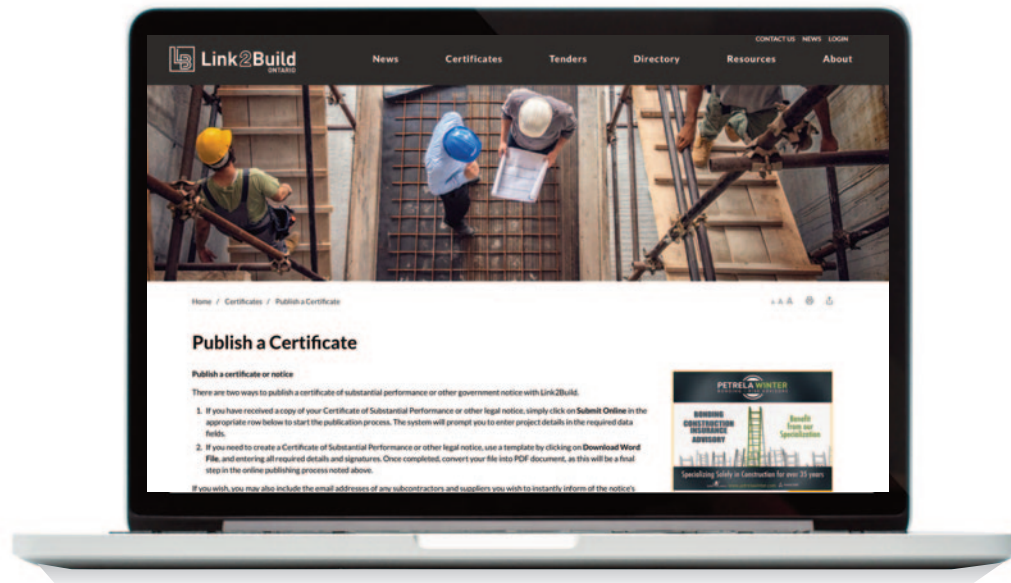 CONTACT US NEWS LOGIN
LB Link2Build
ONTARIO
News Certificates Tenders Directory Resources About
Home / Certificates / Publish a Certificate
A A A
Publish a Certificate
Publish a certificate or notice
There are two ways to publish a certificate of substantial performance or other government notice with Link2Build.
1. If you have received a copy of your Certificate of Substantial Performance or other legal notice, simply click on Submit Online in the
appropriate row below to start the publication process. The system will prompt you to enter project details in the required data
fields.
2. If you need to create a Certificate of Substantial Performance or other legal notice, use a template by clicking on Download Word
File, and entering all required details and signatures. Once completed, convert your file into PDF document, as this will be a final
step in the online publishing process noted above.
If you wish, you may also include the email addresses of any subcontractors and suppliers you wish to instantly inform of the notice's
PETRELA WINTER
BONDING
CONSTRUCTION
INSURANCE
ADVISORY
Benefit
from our
Specialization
Specializing Solely in Construction for over 35 years